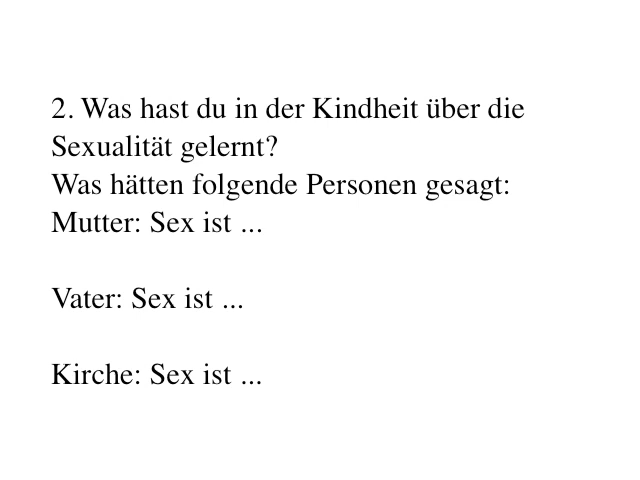 2. Was hast du in der Kindheit über die
Sexualität gelernt?
Was hätten folgende Personen gesagt:
Mutter: Sex ist ...
Vater: Sex ist ...
Kirche: Sex ist ...